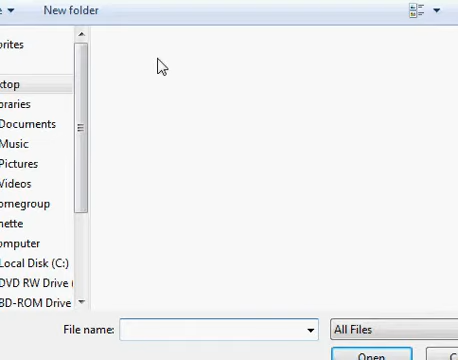 New folder
orites
ktop
oraries
Documents
Music
Pictures
Videos
omegroup
nette
omputer
Local Disk (C:)
DVD RW Drive (
BD-ROM Drive
File name:
All Files
Open
C